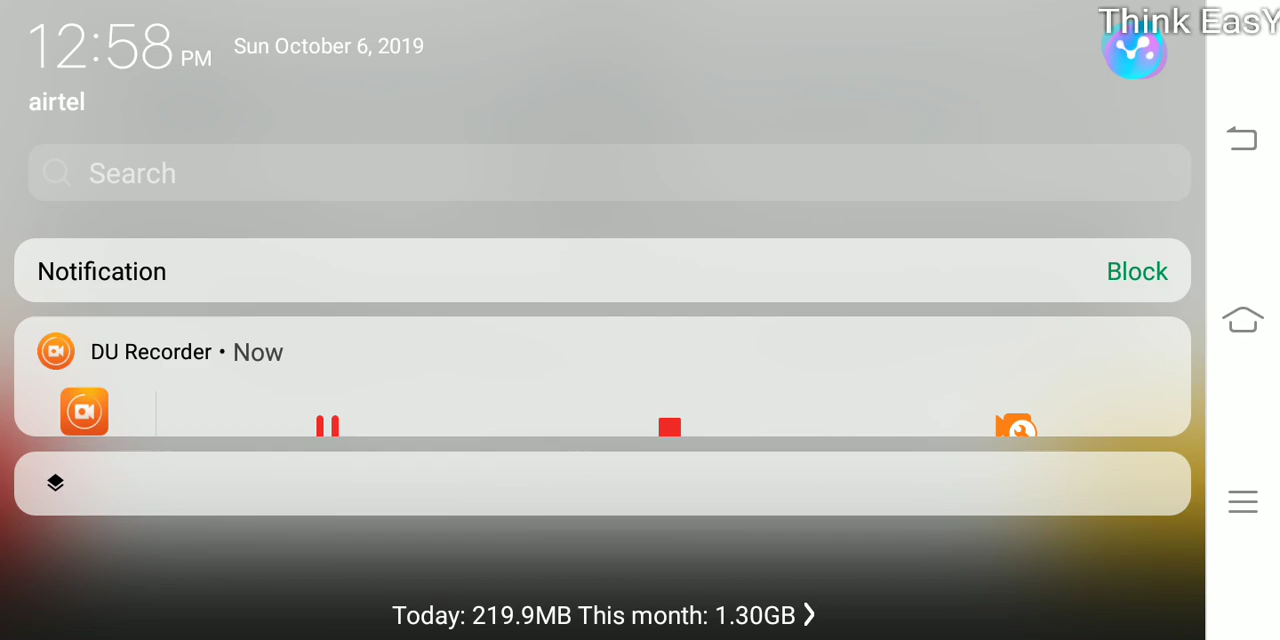 Think EasY
12:58 PM Sun October 6, 2019
airtel
Search
Notification Block
DU Recorder • Now
Today: 219.9MB This month: 1.30GB